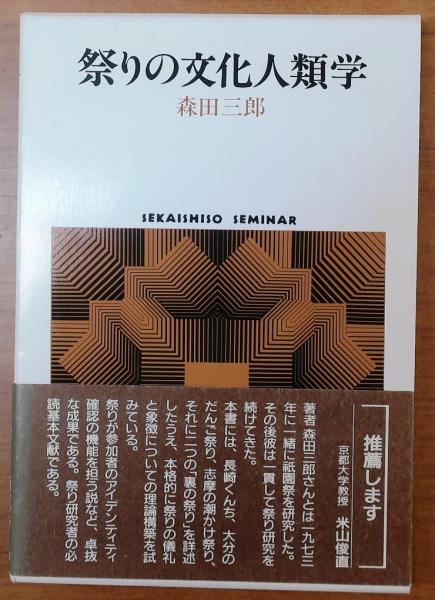 祭りの文化人類学
森田三郎
SEKAISHISO SEMINAR
推薦します
京都大学教授 米山俊直
著者 森田三郎さんとは一九七三
年に一緒に祇園祭を研究した。
その後彼は一貫して祭り研究を
続けてきた。
本書には、長崎くんち、大分の
だんご祭り、志摩の潮かけ祭り、
それに二つの「裏の祭り」を詳述
したうえ、本格的に祭りの儀礼
と象徴についての理論構築を試
みている。
祭りが参加者のアイデンティティ
確認の機能を担う説など、卓抜
な成果である。祭り研究者の必
読基本文献である。